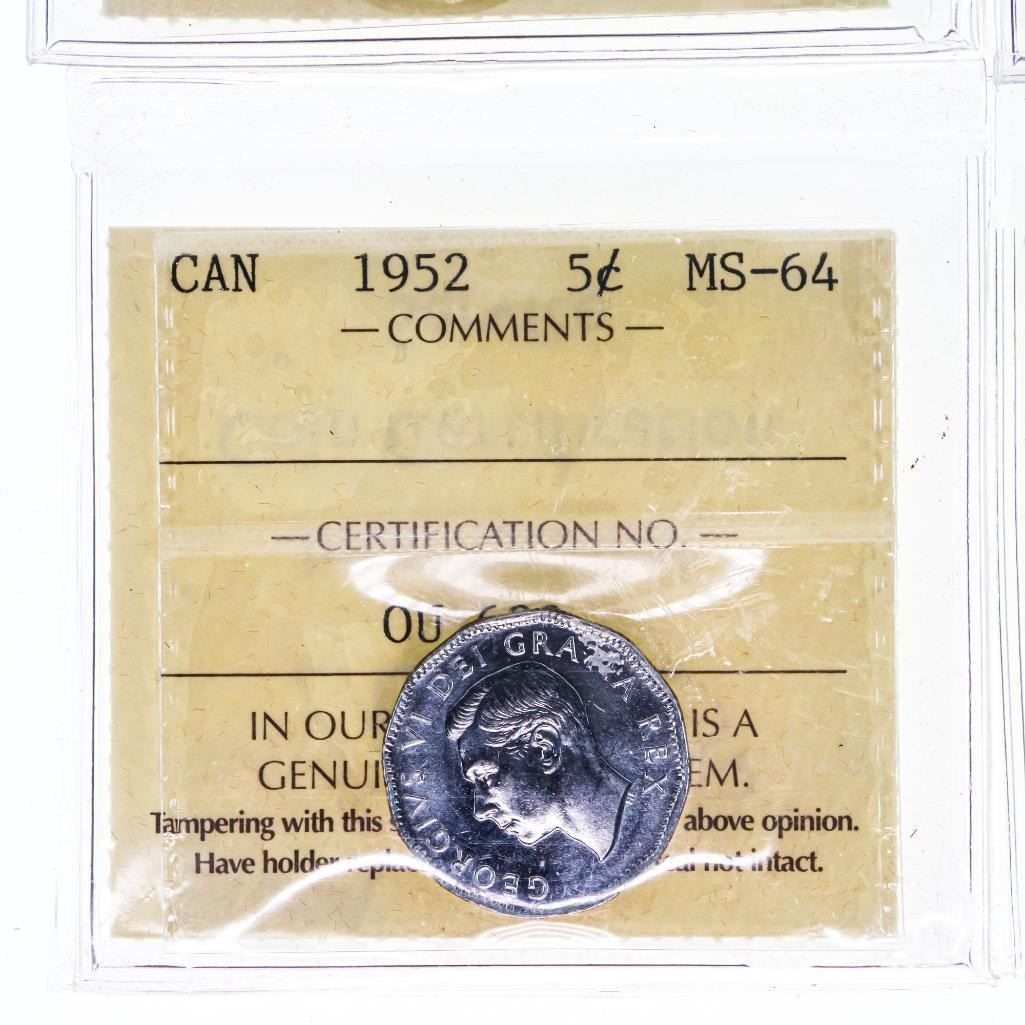 CAN 1952 5¢ MS-64
— COMMENTS —
— CERTIFICATION NO. —
OU
IN OUR IS A
GENUI EM.
Tampering with this above opinion.
Have holder replac not intact.
GEORGIVS VI DEI GRATIA REX